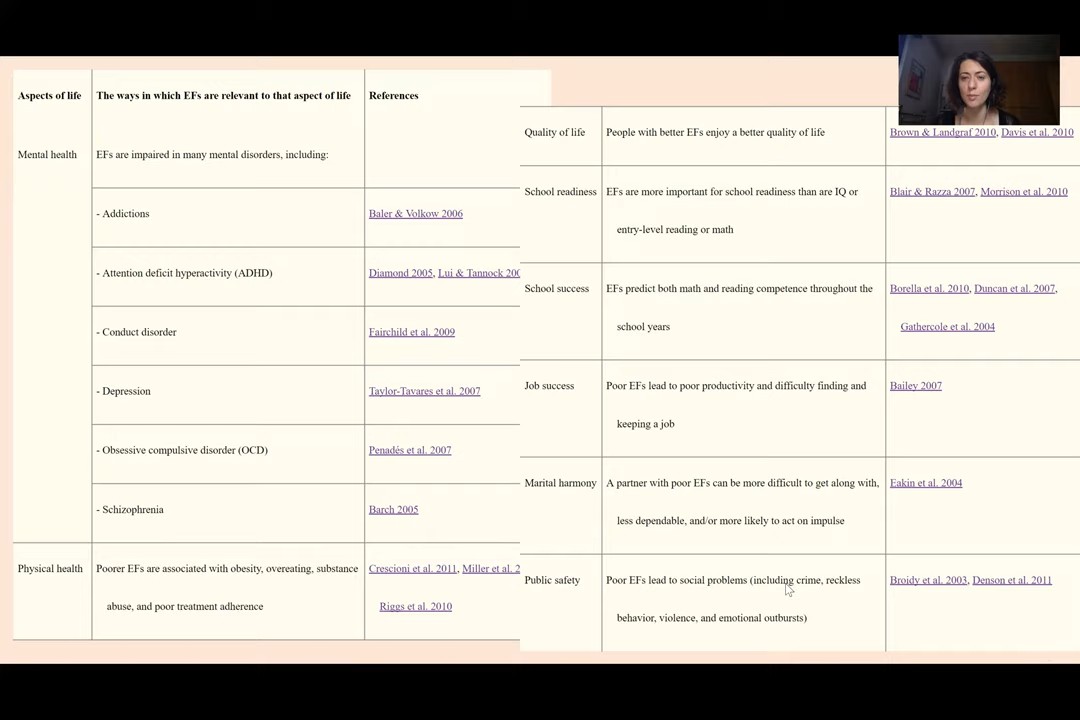 Aspects of life The ways in which EFs are relevant to that aspect of life References
Mental health EFs are impaired in many mental disorders, including:
- Addictions Baler & Volkow 2006
- Attention deficit hyperactivity (ADHD) Diamond 2005, Lui & Tannock 200
- Conduct disorder Fairchild et al. 2009
- Depression Taylor-Tavares et al. 2007
- Obsessive compulsive disorder (OCD) Penadés et al. 2007
- Schizophrenia Barch 2005
Physical health Poorer EFs are associated with obesity, overeating, substance Crescioni et al. 2011, Miller et al. 2
abuse, and poor treatment adherence Riggs et al. 2010
Quality of life People with better EFs enjoy a better quality of life Brown & Landgraf 2010, Davis et al. 2010
School readiness EFs are more important for school readiness than are IQ or Blair & Razza 2007, Morrison et al. 2010
entry-level reading or math
School success EFs predict both math and reading competence throughout the Borella et al. 2010, Duncan et al. 2007,
school years Gathercole et al. 2004
Job success Poor EFs lead to poor productivity and difficulty finding and Bailey 2007
keeping a job
Marital harmony A partner with poor EFs can be more difficult to get along with, Eakin et al. 2004
less dependable, and/or more likely to act on impulse
Public safety Poor EFs lead to social problems (including crime, reckless Broidy et al. 2003, Denson et al. 2011
behavior, violence, and emotional outbursts)